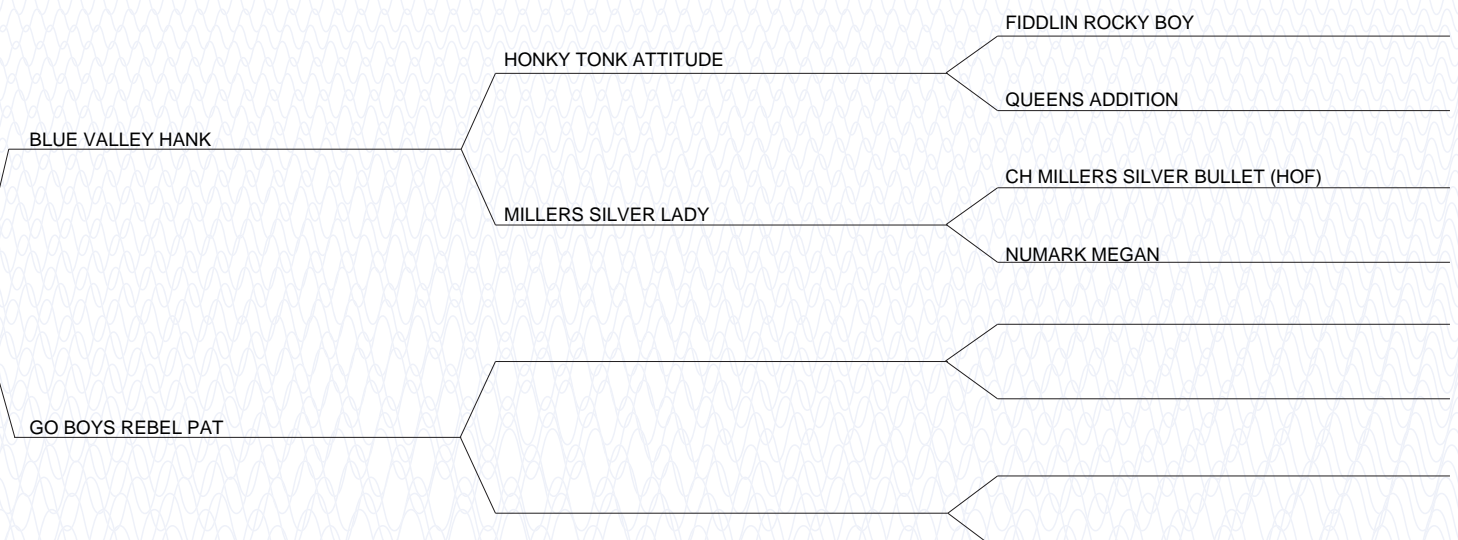 FIDDLIN ROCKY BOY
HONKY TONK ATTITUDE
QUEENS ADDITION
BLUE VALLEY HANK
CH MILLERS SILVER BULLET (HOF)
MILLERS SILVER LADY
NUMARK MEGAN
GO BOYS REBEL PAT